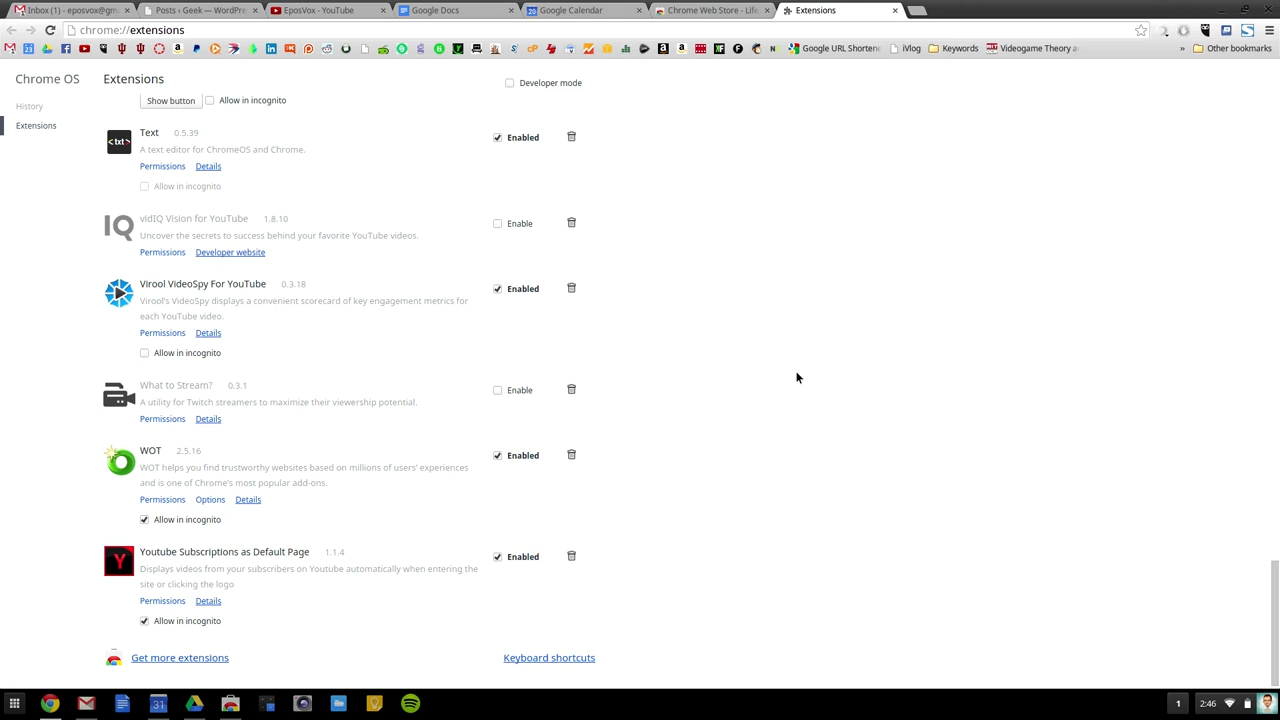 Inbox (1) - eposvox@gm
Posts ‹ Geek — WordPre
EposVox - YouTube
Google Docs
Google Calendar
Chrome Web Store - Life
Extensions
chrome://extensions
Google URL Shortene
iVlog
Keywords
Videogame Theory a
»
Other bookmarks
Chrome OS
Extensions
Developer mode
History
Extensions
Show button
Allow in incognito
<txt>
Text 0.5.39
Enabled
A text editor for ChromeOS and Chrome.
Permissions Details
Allow in incognito
IQ
vidIQ Vision for YouTube 1.8.10
Enable
Uncover the secrets to success behind your favorite YouTube videos.
Permissions Developer website
Virool VideoSpy For YouTube 0.3.18
Enabled
Virool's VideoSpy displays a convenient scorecard of key engagement metrics for
each YouTube video.
Permissions Details
Allow in incognito
What to Stream? 0.3.1
Enable
A utility for Twitch streamers to maximize their viewership potential.
Permissions Details
WOT 2.5.16
Enabled
WOT helps you find trustworthy websites based on millions of users' experiences
and is one of Chrome's most popular add-ons.
Permissions Options Details
Allow in incognito
Y
Youtube Subscriptions as Default Page 1.1.4
Enabled
Displays videos from your subscribers on Youtube automatically when entering the
site or clicking the logo
Permissions Details
Allow in incognito
Get more extensions
Keyboard shortcuts
31
1
2:46